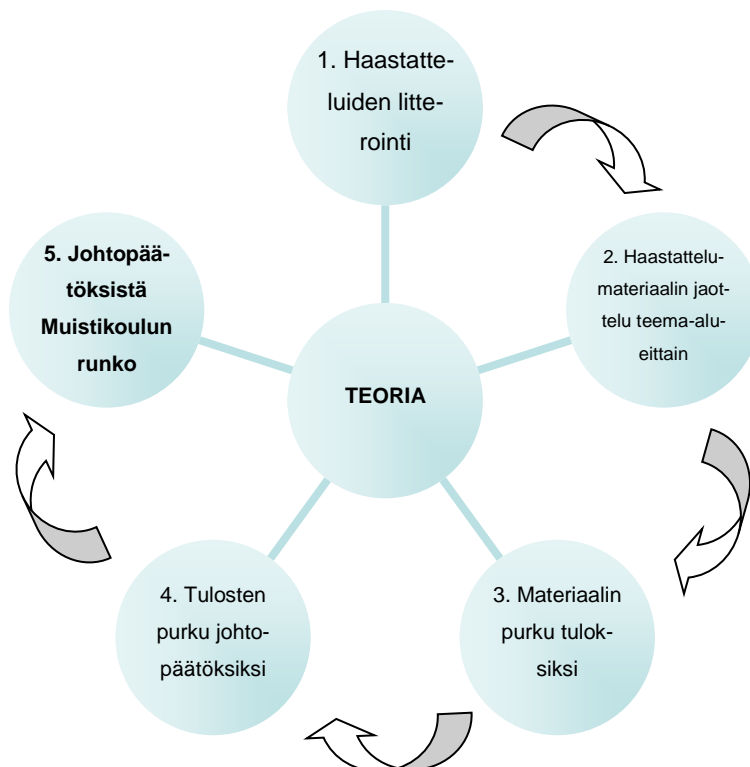 1. Haastatte-
luiden litte-
rointi
2. Haastattelu-
materiaalin jaot-
telu teema-alu-
eittain
3. Materiaalin
purku tulok-
siksi
4. Tulosten
purku johto-
päätöksiksi
5. Johtopää-
töksistä
Muistikoulun
runko
TEORIA